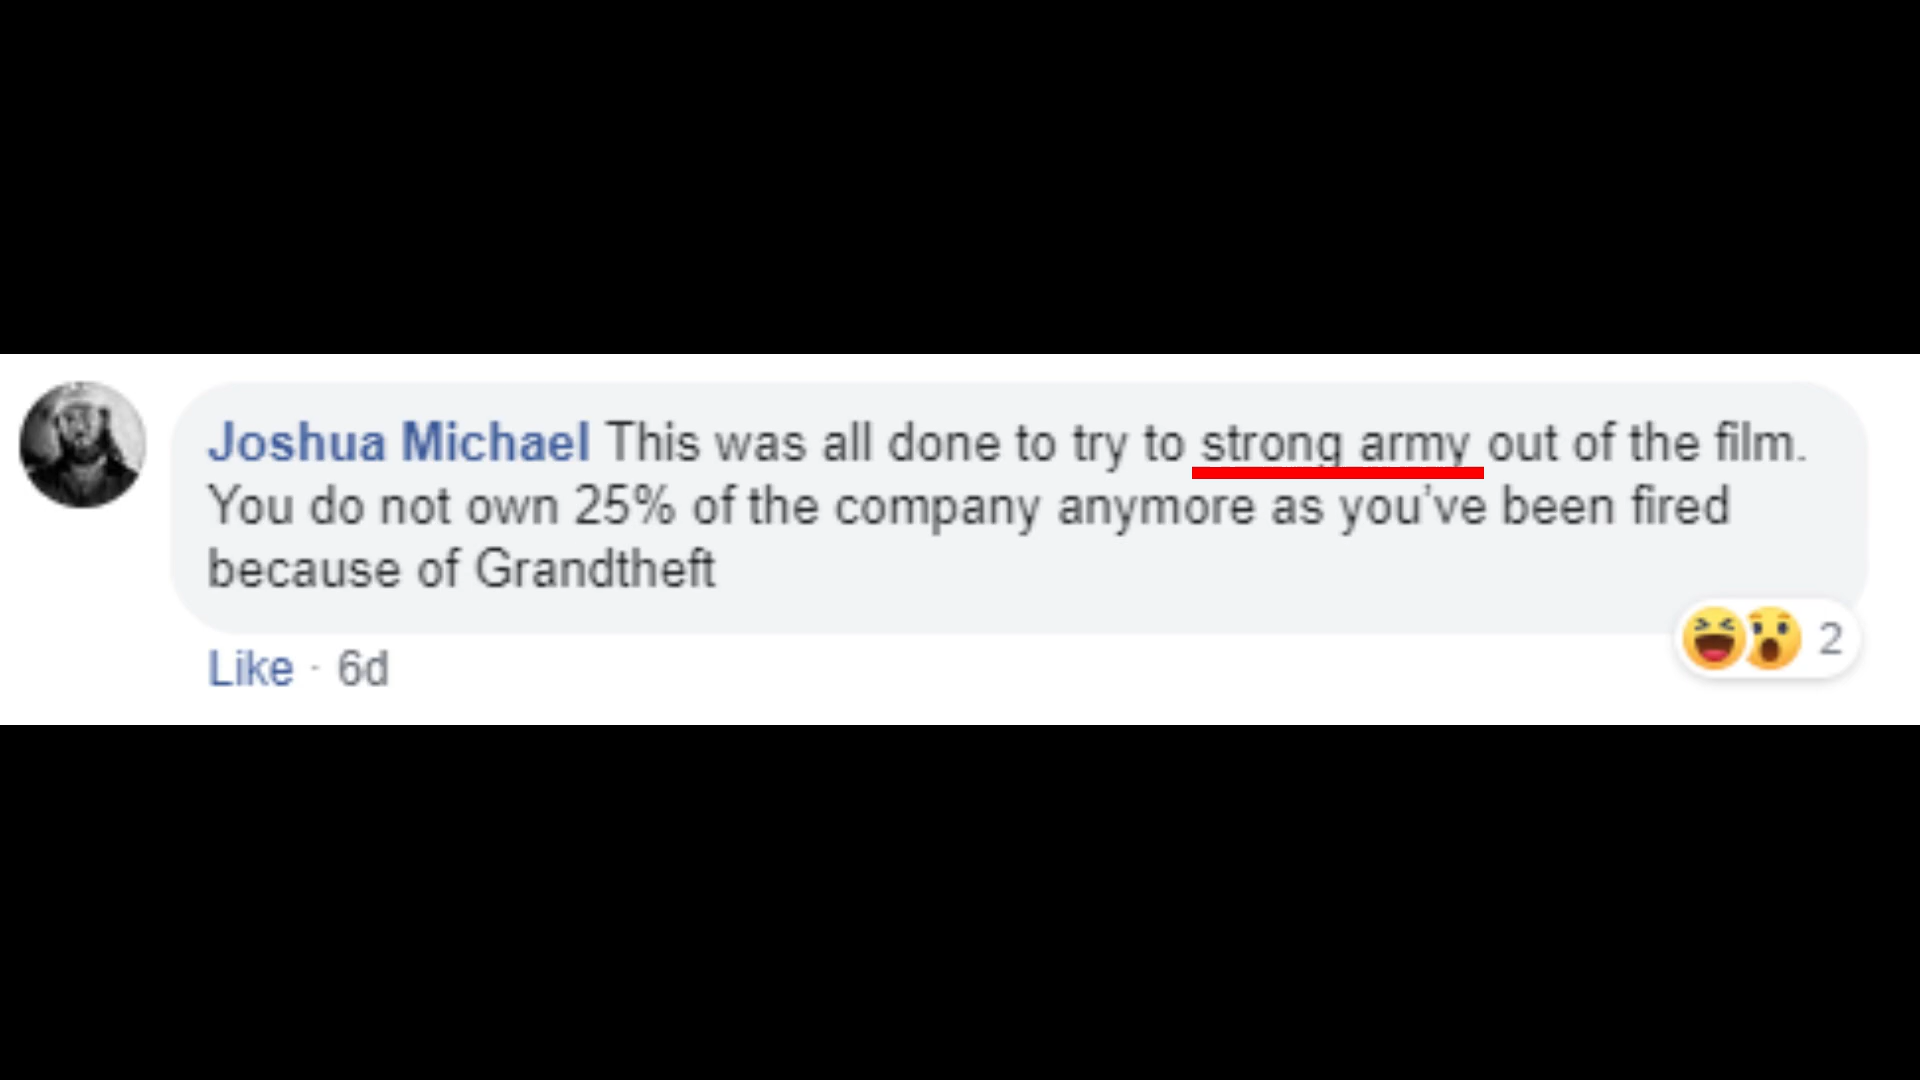 Joshua Michael This was all done to try to strong army out of the film.
You do not own 25% of the company anymore as you've been fired
because of Grandtheft
Like · 6d
2